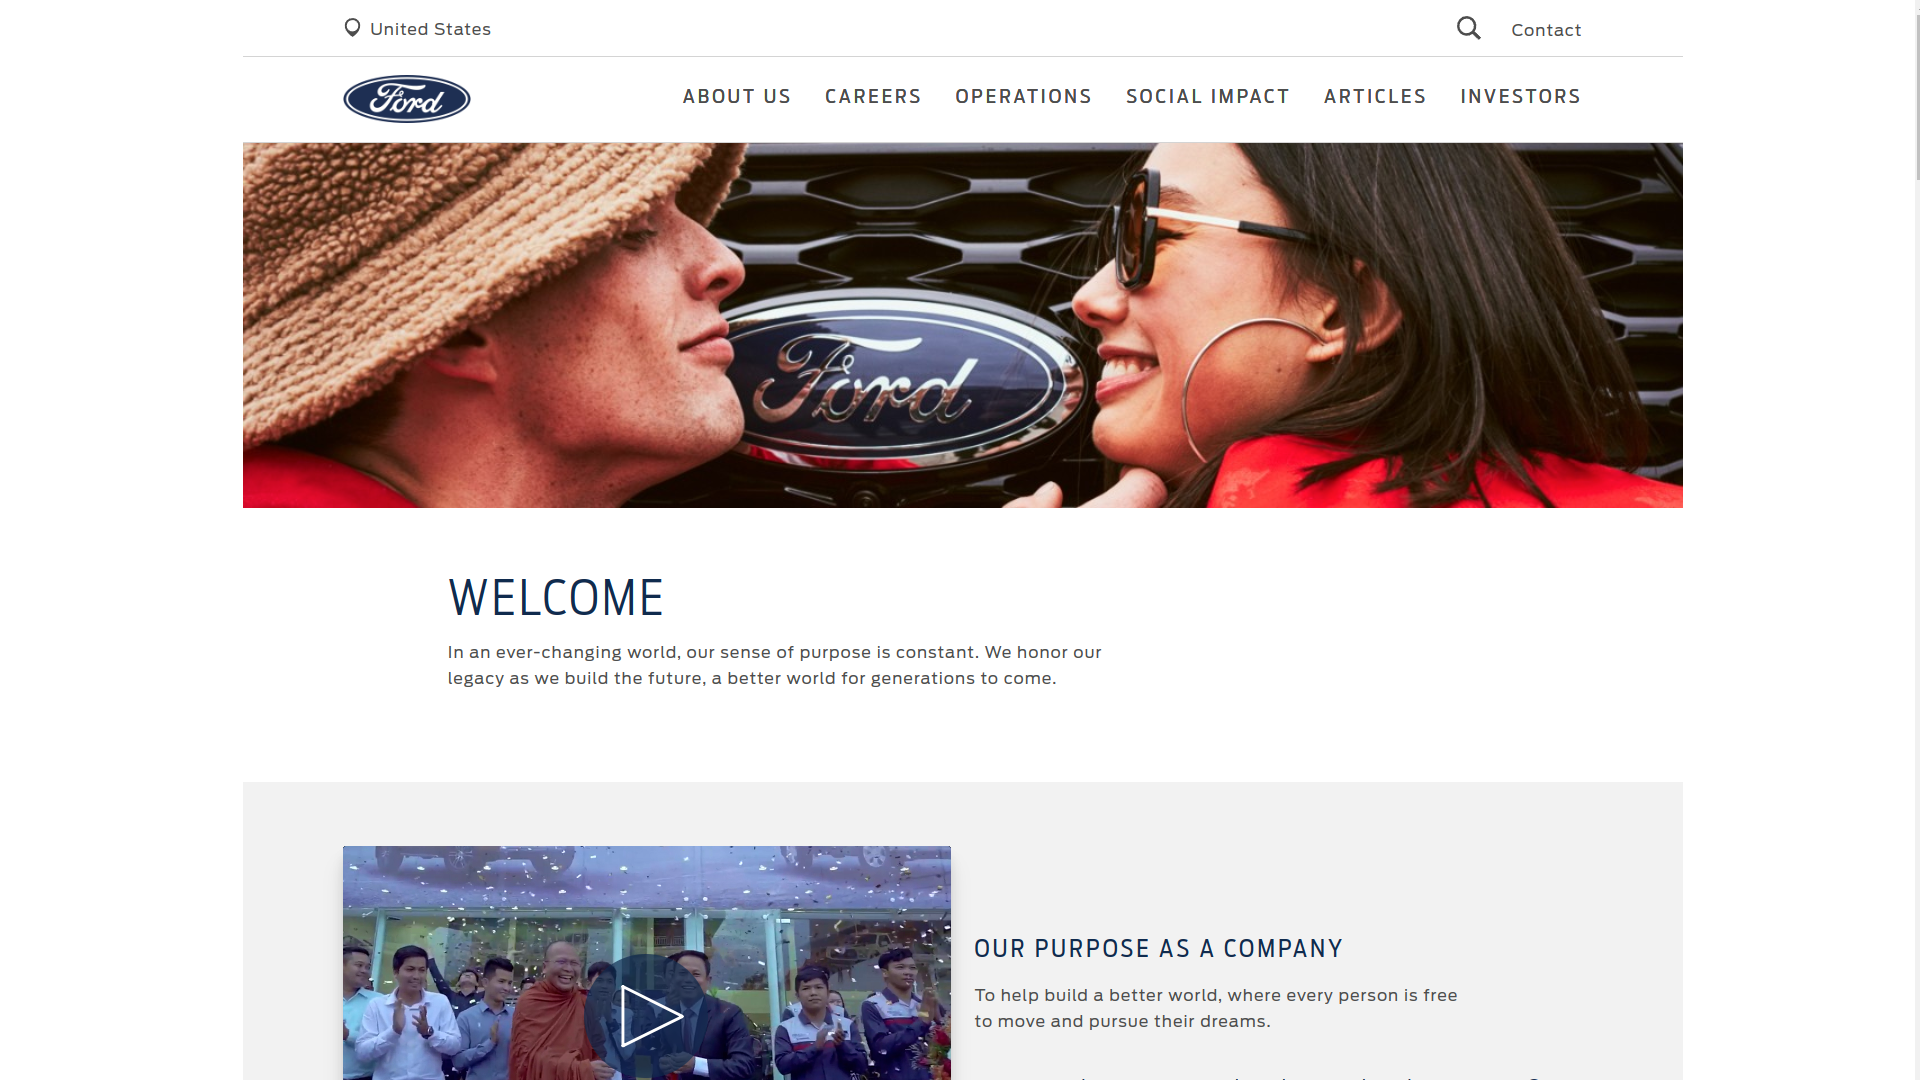 United States
Contact
Ford
ABOUT US
CAREERS
OPERATIONS
SOCIAL IMPACT
ARTICLES
INVESTORS
Ford
WELCOME
In an ever-changing world, our sense of purpose is constant. We honor our
legacy as we build the future, a better world for generations to come.
OUR PURPOSE AS A COMPANY
To help build a better world, where every person is free
to move and pursue their dreams.